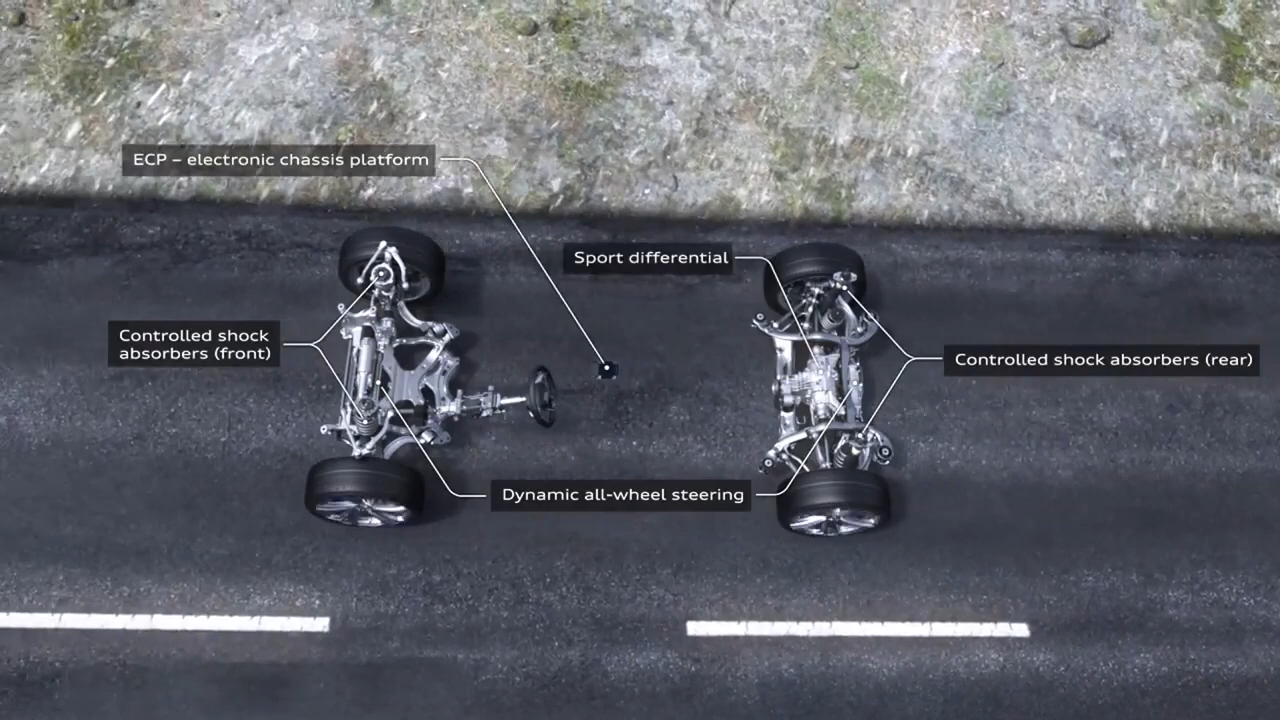 ECP – electronic chassis platform
Sport differential
Controlled shock
absorbers (front)
Controlled shock absorbers (rear)
Dynamic all-wheel steering